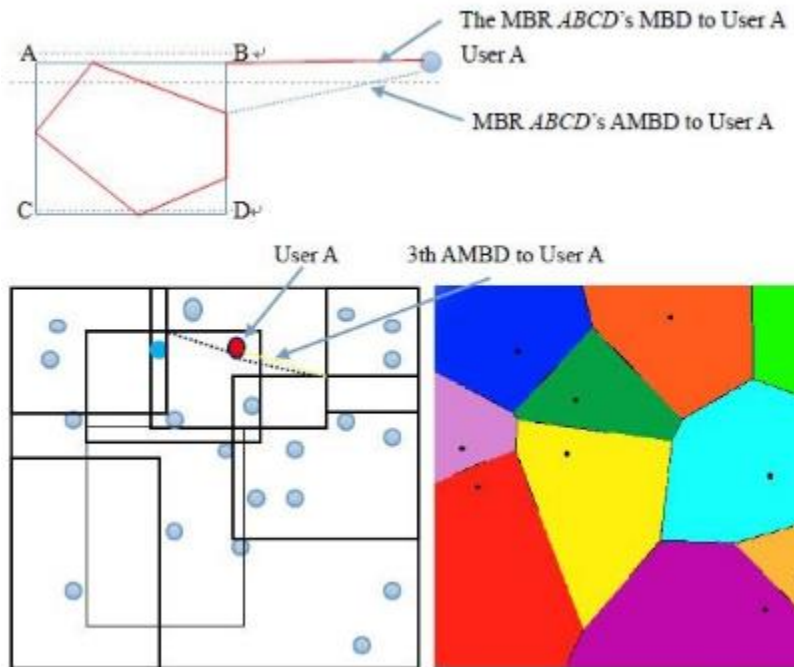 The MBR ABCD`s MBD to User A
A
B↵
User A
MBR ABCD`s AMBD to User A
C
D↵
User A
3th AMBD to User A